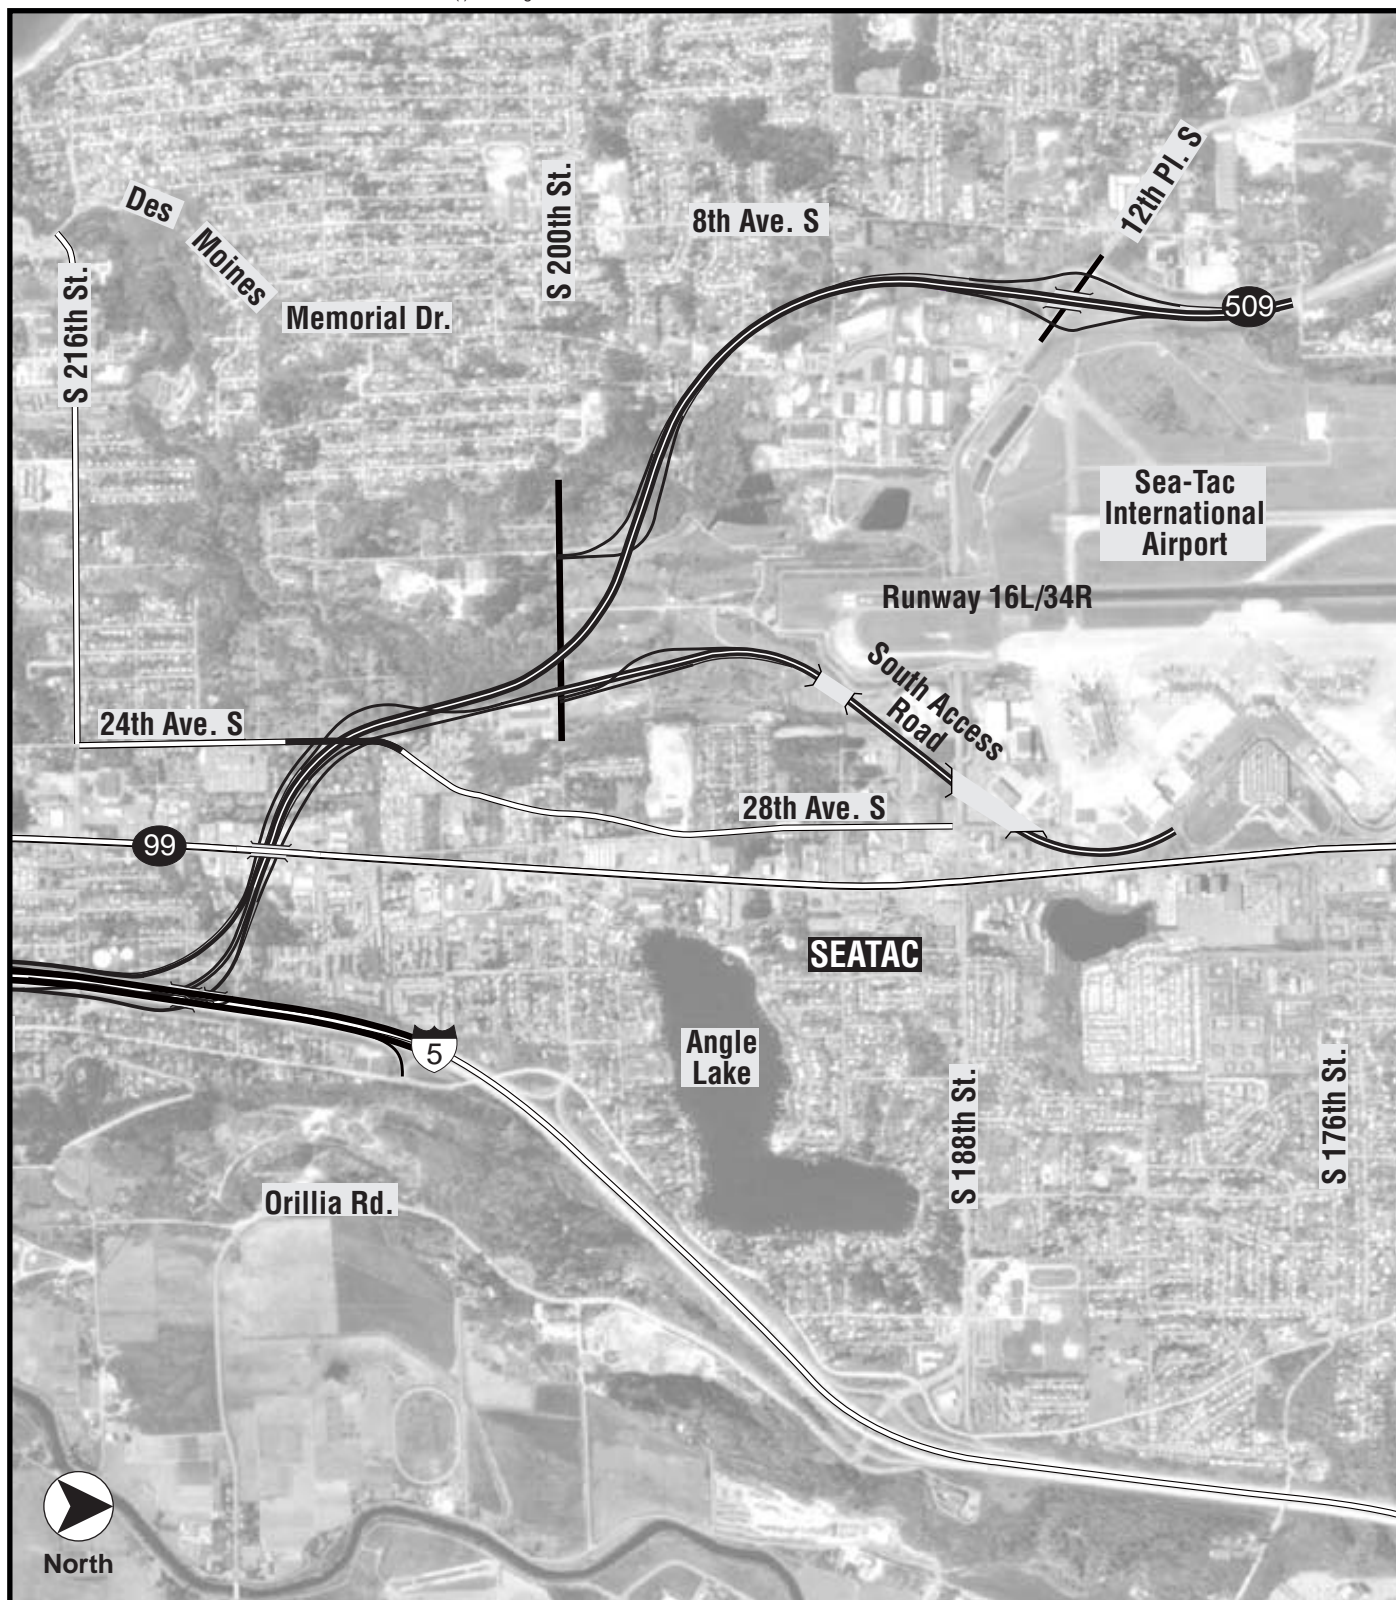 12th Pl. S
S 200th St.
Des
Moines
Memorial Dr.
8th Ave. S
S 216th St.
509
Sea-Tac
International
Airport
Runway 16L/34R
South Access
Road
24th Ave. S
28th Ave. S
99
SEATAC
5
Angle
Lake
S 188th St.
S 176th St.
Orillia Rd.
North